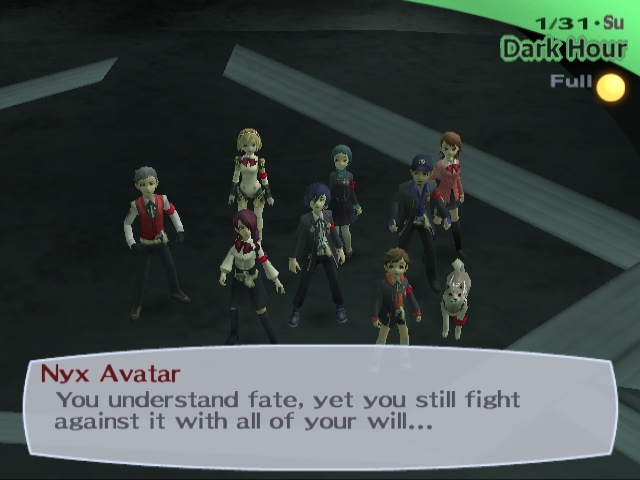 1/31・Su
Dark Hour
Full
Nyx Avatar
You understand fate, yet you still fight
against it with all of your will...